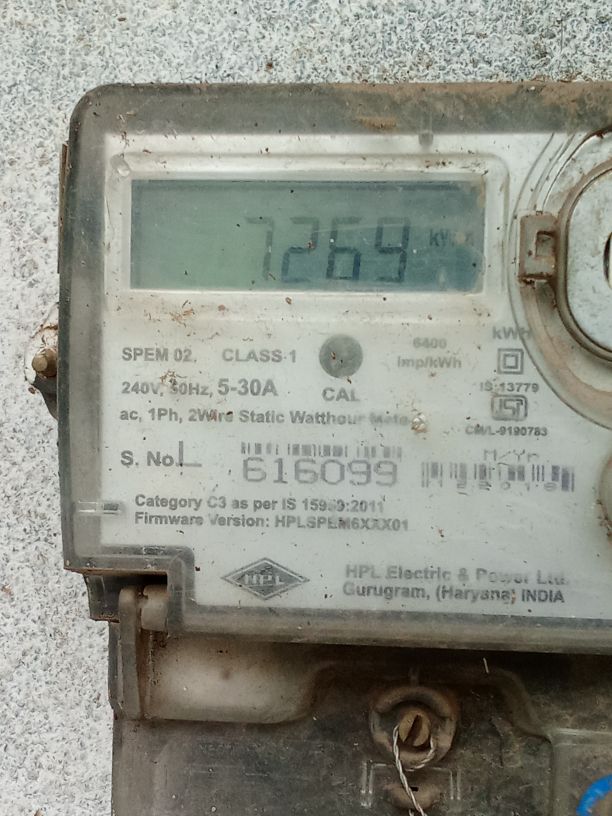 7269 kWh
SPEM 02, CLASS-1
6400
imp/kWh
kWH
240V, 50Hz, 5-30A
CAL
IS 13779
ac, 1Ph, 2Wire Static Watthour Meter
CM/L-9190783
S. No. L 616099
M/Yr
Category C3 as per IS 15959:2011
Firmware Version: HPLSPEM6XXX01
HPL
HPL Electric & Power Ltd.
Gurugram, (Haryana) INDIA